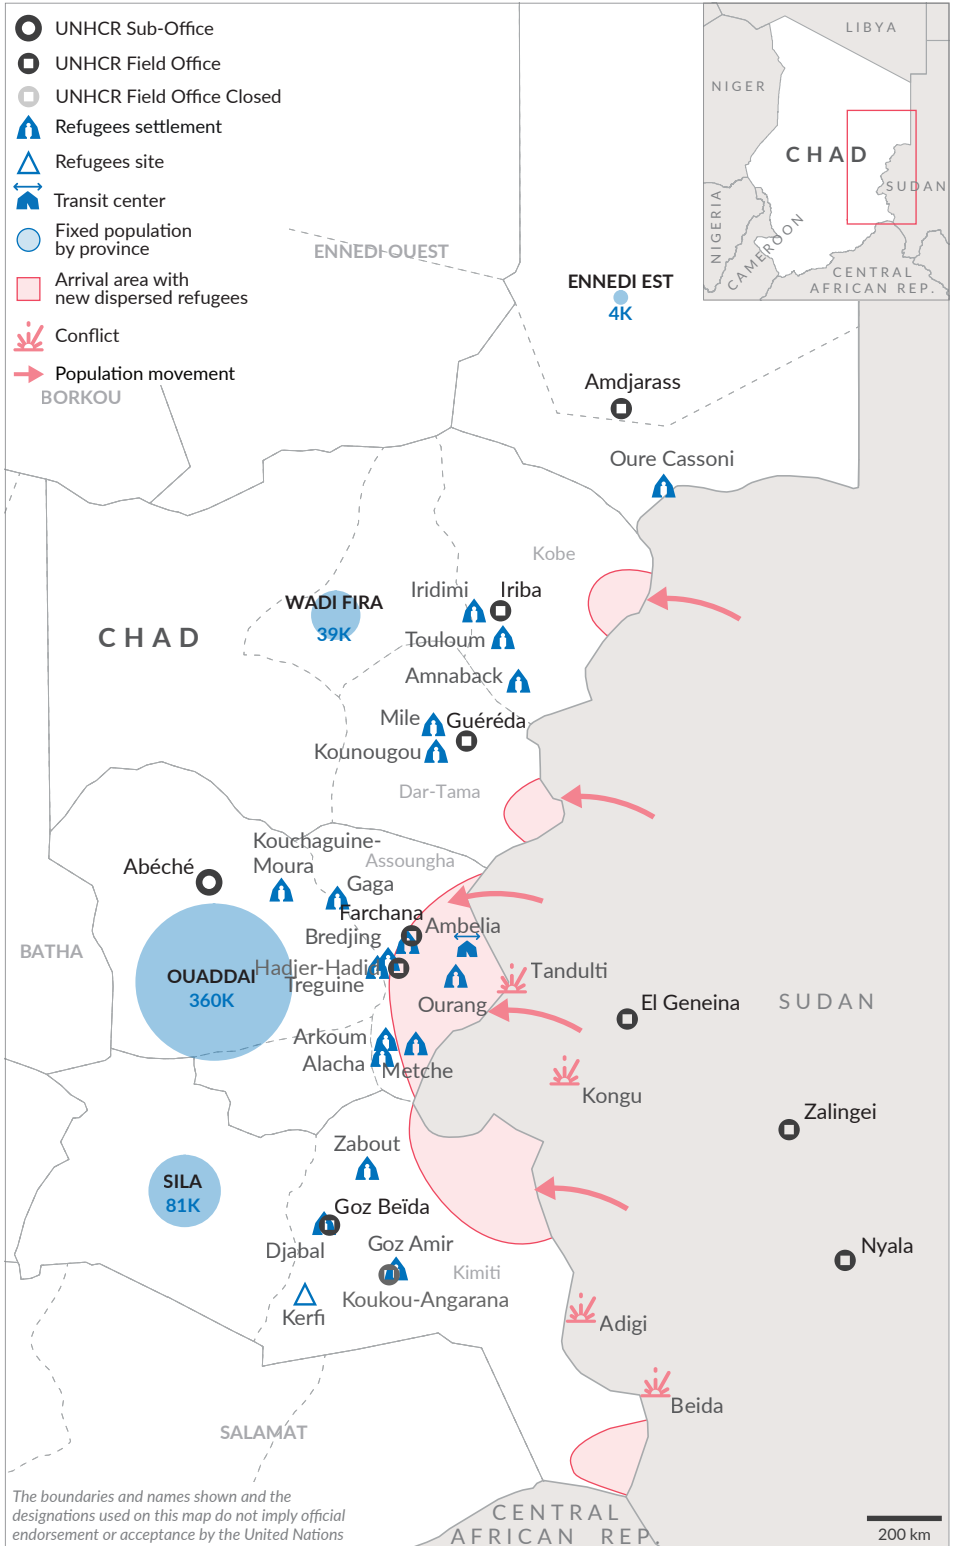 UNHCR Sub-Office
UNHCR Field Office
UNHCR Field Office Closed
Refugees settlement
Refugees site
Transit center
Fixed population
by province
Arrival area with
new dispersed refugees
Conflict
Population movement
LIBYA
NIGER
CHAD
SUDAN
NIGERIA
CAMEROON
CENTRAL
AFRICAN REP.
ENNEDI OUEST
ENNEDI EST
4K
BORKOU
Amdjarass
Oure Cassoni
Kobe
Iridimi
Iriba
WADI FIRA
39K
CHAD
Touloum
Amnaback
Mile
Guéréda
Kounougou
Dar-Tama
Kouchaguine-
Moura
Assoungha
Abéché
Gaga
Farchana
Ambelia
Bredjing
BATHA
Hadjer-Hadid
Treguine
OUADDAI
360K
Tandulti
Ourang
El Geneina
SUDAN
Arkoum
Alacha
Metche
Kongu
Zalingei
Zabout
SILA
81K
Goz Beïda
Djabal
Goz Amir
Nyala
Kimiti
Koukou-Angarana
Kerfi
Adigi
Beida
SALAMAT
The boundaries and names shown and the
designations used on this map do not imply official
endorsement or acceptance by the United Nations
CENTRAL
AFRICAN REP.
200 km